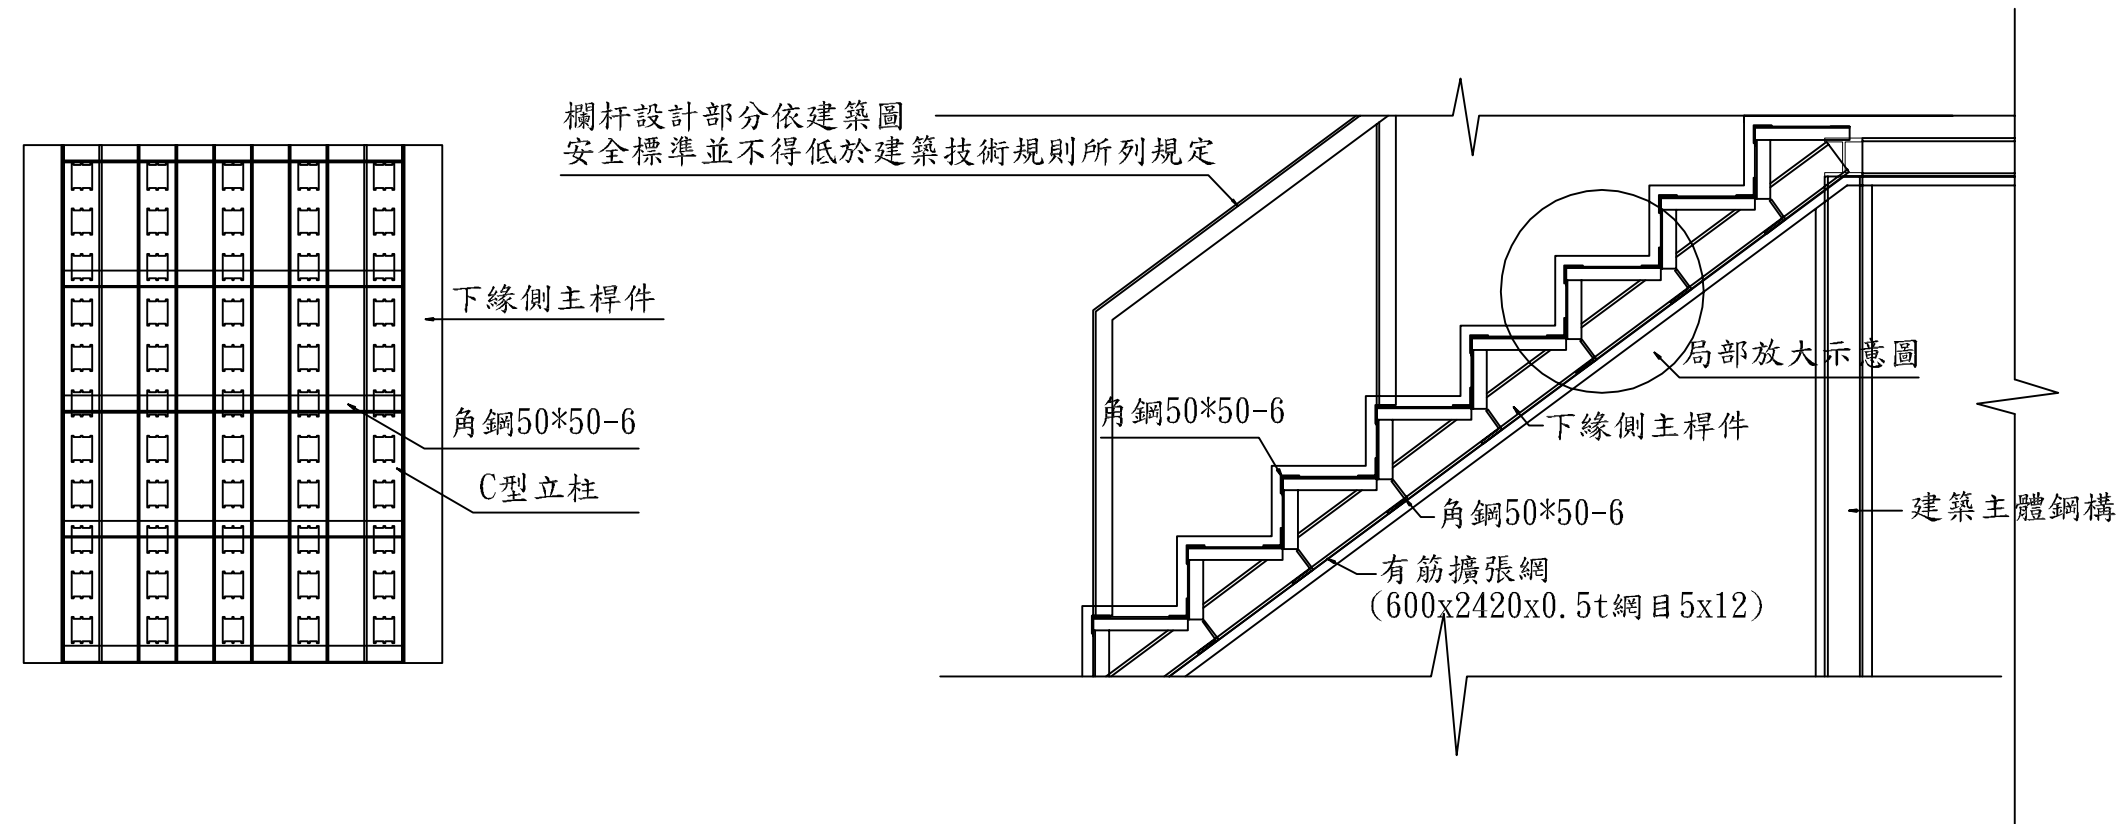 欄杆設計部分依建築圖
安全標準並不得低於建築技術規則所列規定
下緣側主桿件
角鋼50*50-6
C型立柱
局部放大示意圖
角鋼50*50-6
下緣側主桿件
角鋼50*50-6
建築主體鋼構
有筋擴張網
(600x2420x0.5t網目5x12)